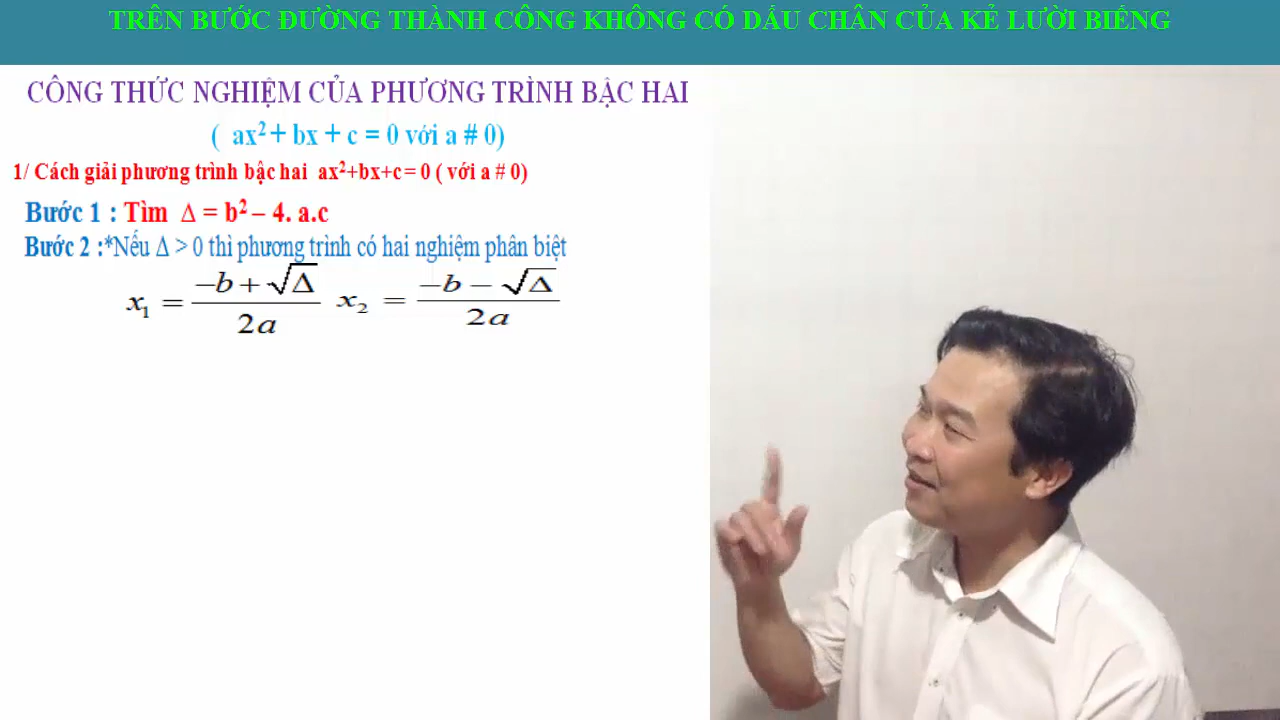 TRÊN BƯỚC ĐƯỜNG THÀNH CÔNG KHÔNG CÓ DẤU CHÂN CỦA KẺ LƯỜI BIẾNG
CÔNG THỨC NGHIỆM CỦA PHƯƠNG TRÌNH BẬC HAI
( ax² + bx + c = 0 với a # 0)
1/ Cách giải phương trình bậc hai ax²+bx+c = 0 ( với a # 0)
Bước 1 : Tìm Δ = b² – 4. a.c
Bước 2 :*Nếu Δ > 0 thì phương trình có hai nghiệm phân biệt
x₁ = (−b + √Δ)/2a x₂ = (−b − √Δ)/2a